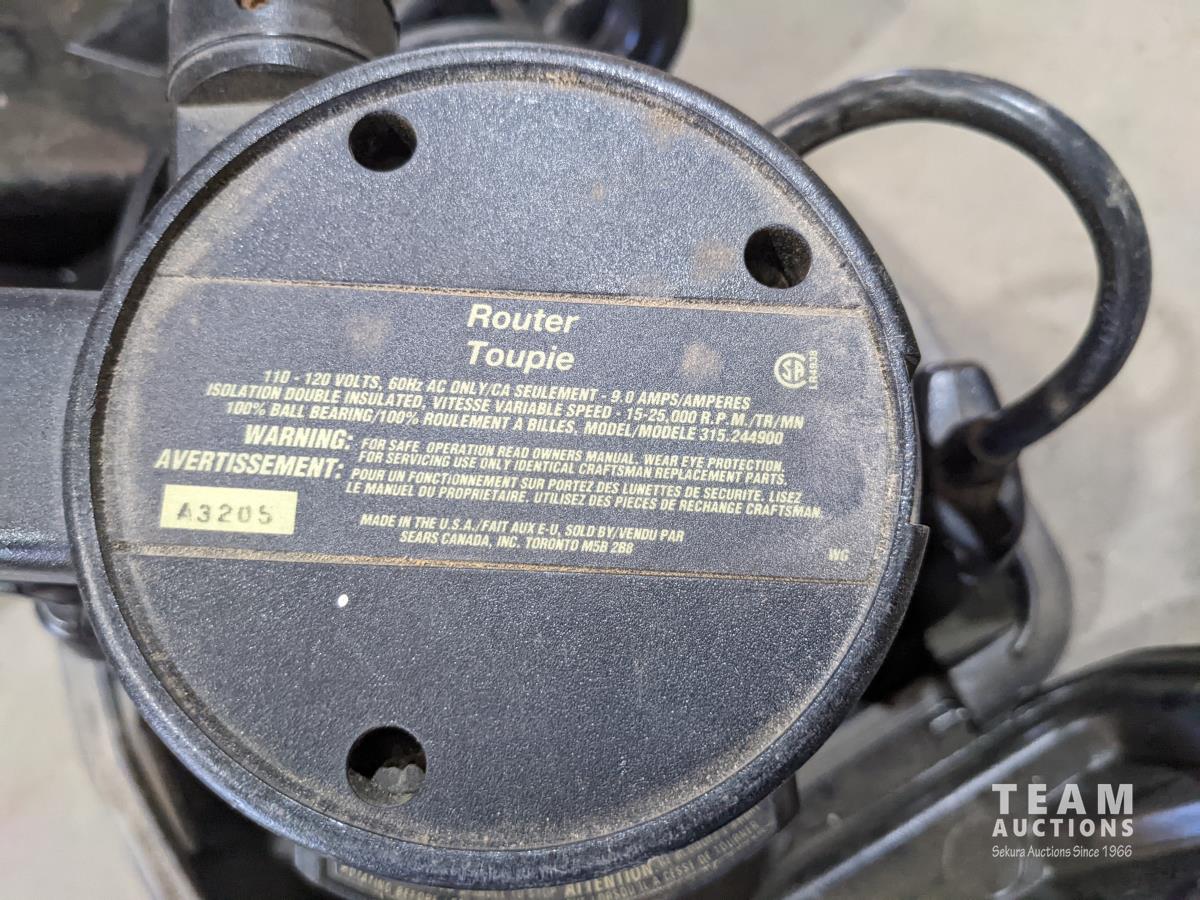 Router
Toupie
110 - 120 VOLTS, 60Hz AC ONLY/CA SEULEMENT - 9.0 AMPS/AMPERES
ISOLATION DOUBLE INSULATED, VITESSE VARIABLE SPEED - 15-25,000 R.P.M./TR/MN
100% BALL BEARING/100% ROULEMENT A BILLES, MODEL/MODELE 315.244900
SA
WARNING: FOR SAFE OPERATION READ OWNERS MANUAL. WEAR EYE PROTECTION.
FOR SERVICING USE ONLY IDENTICAL CRAFTSMAN REPLACEMENT PARTS.
AVERTISSEMENT: POUR UN FONCTIONNEMENT SUR PORTEZ DES LUNETTES DE SECURITE. LISEZ
LE MANUEL DU PROPRIETAIRE. UTILISEZ DES PIECES DE RECHANGE CRAFTSMAN.
A3205
MADE IN THE U.S.A./FAIT AUX E-U, SOLD BY/VENDU PAR
SEARS CANADA, INC. TORONTO M5B 2B8
WG
ATTENTION
TEAM
AUCTIONS
Sekura Auctions Since 1966